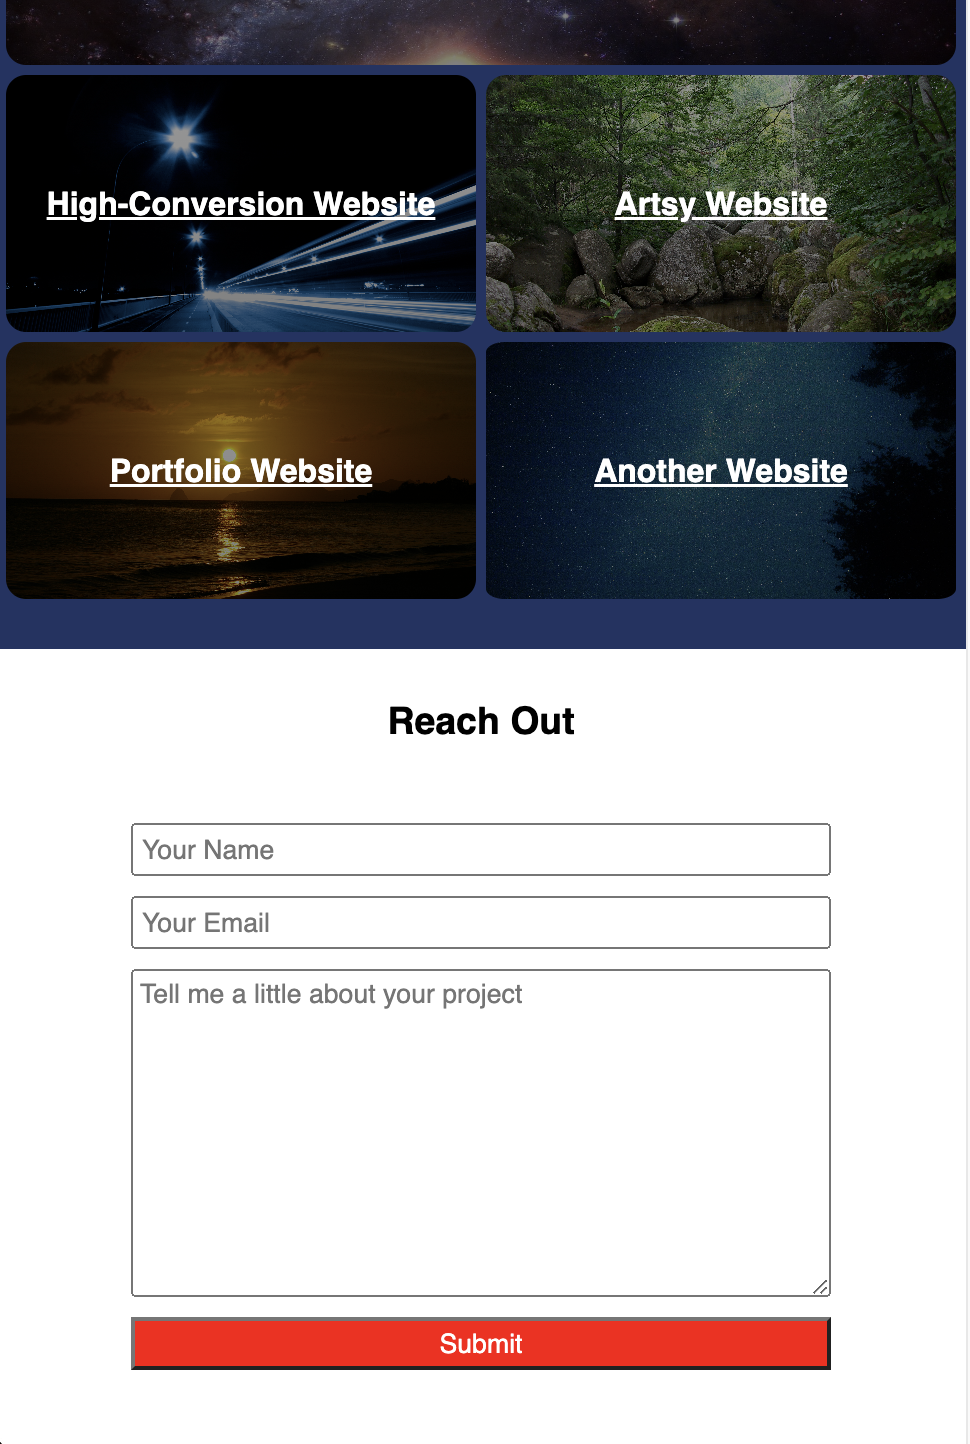 High-Conversion Website
Artsy Website
Portfolio Website
Another Website
Reach Out
Your Name
Your Email
Tell me a little about your project
Submit